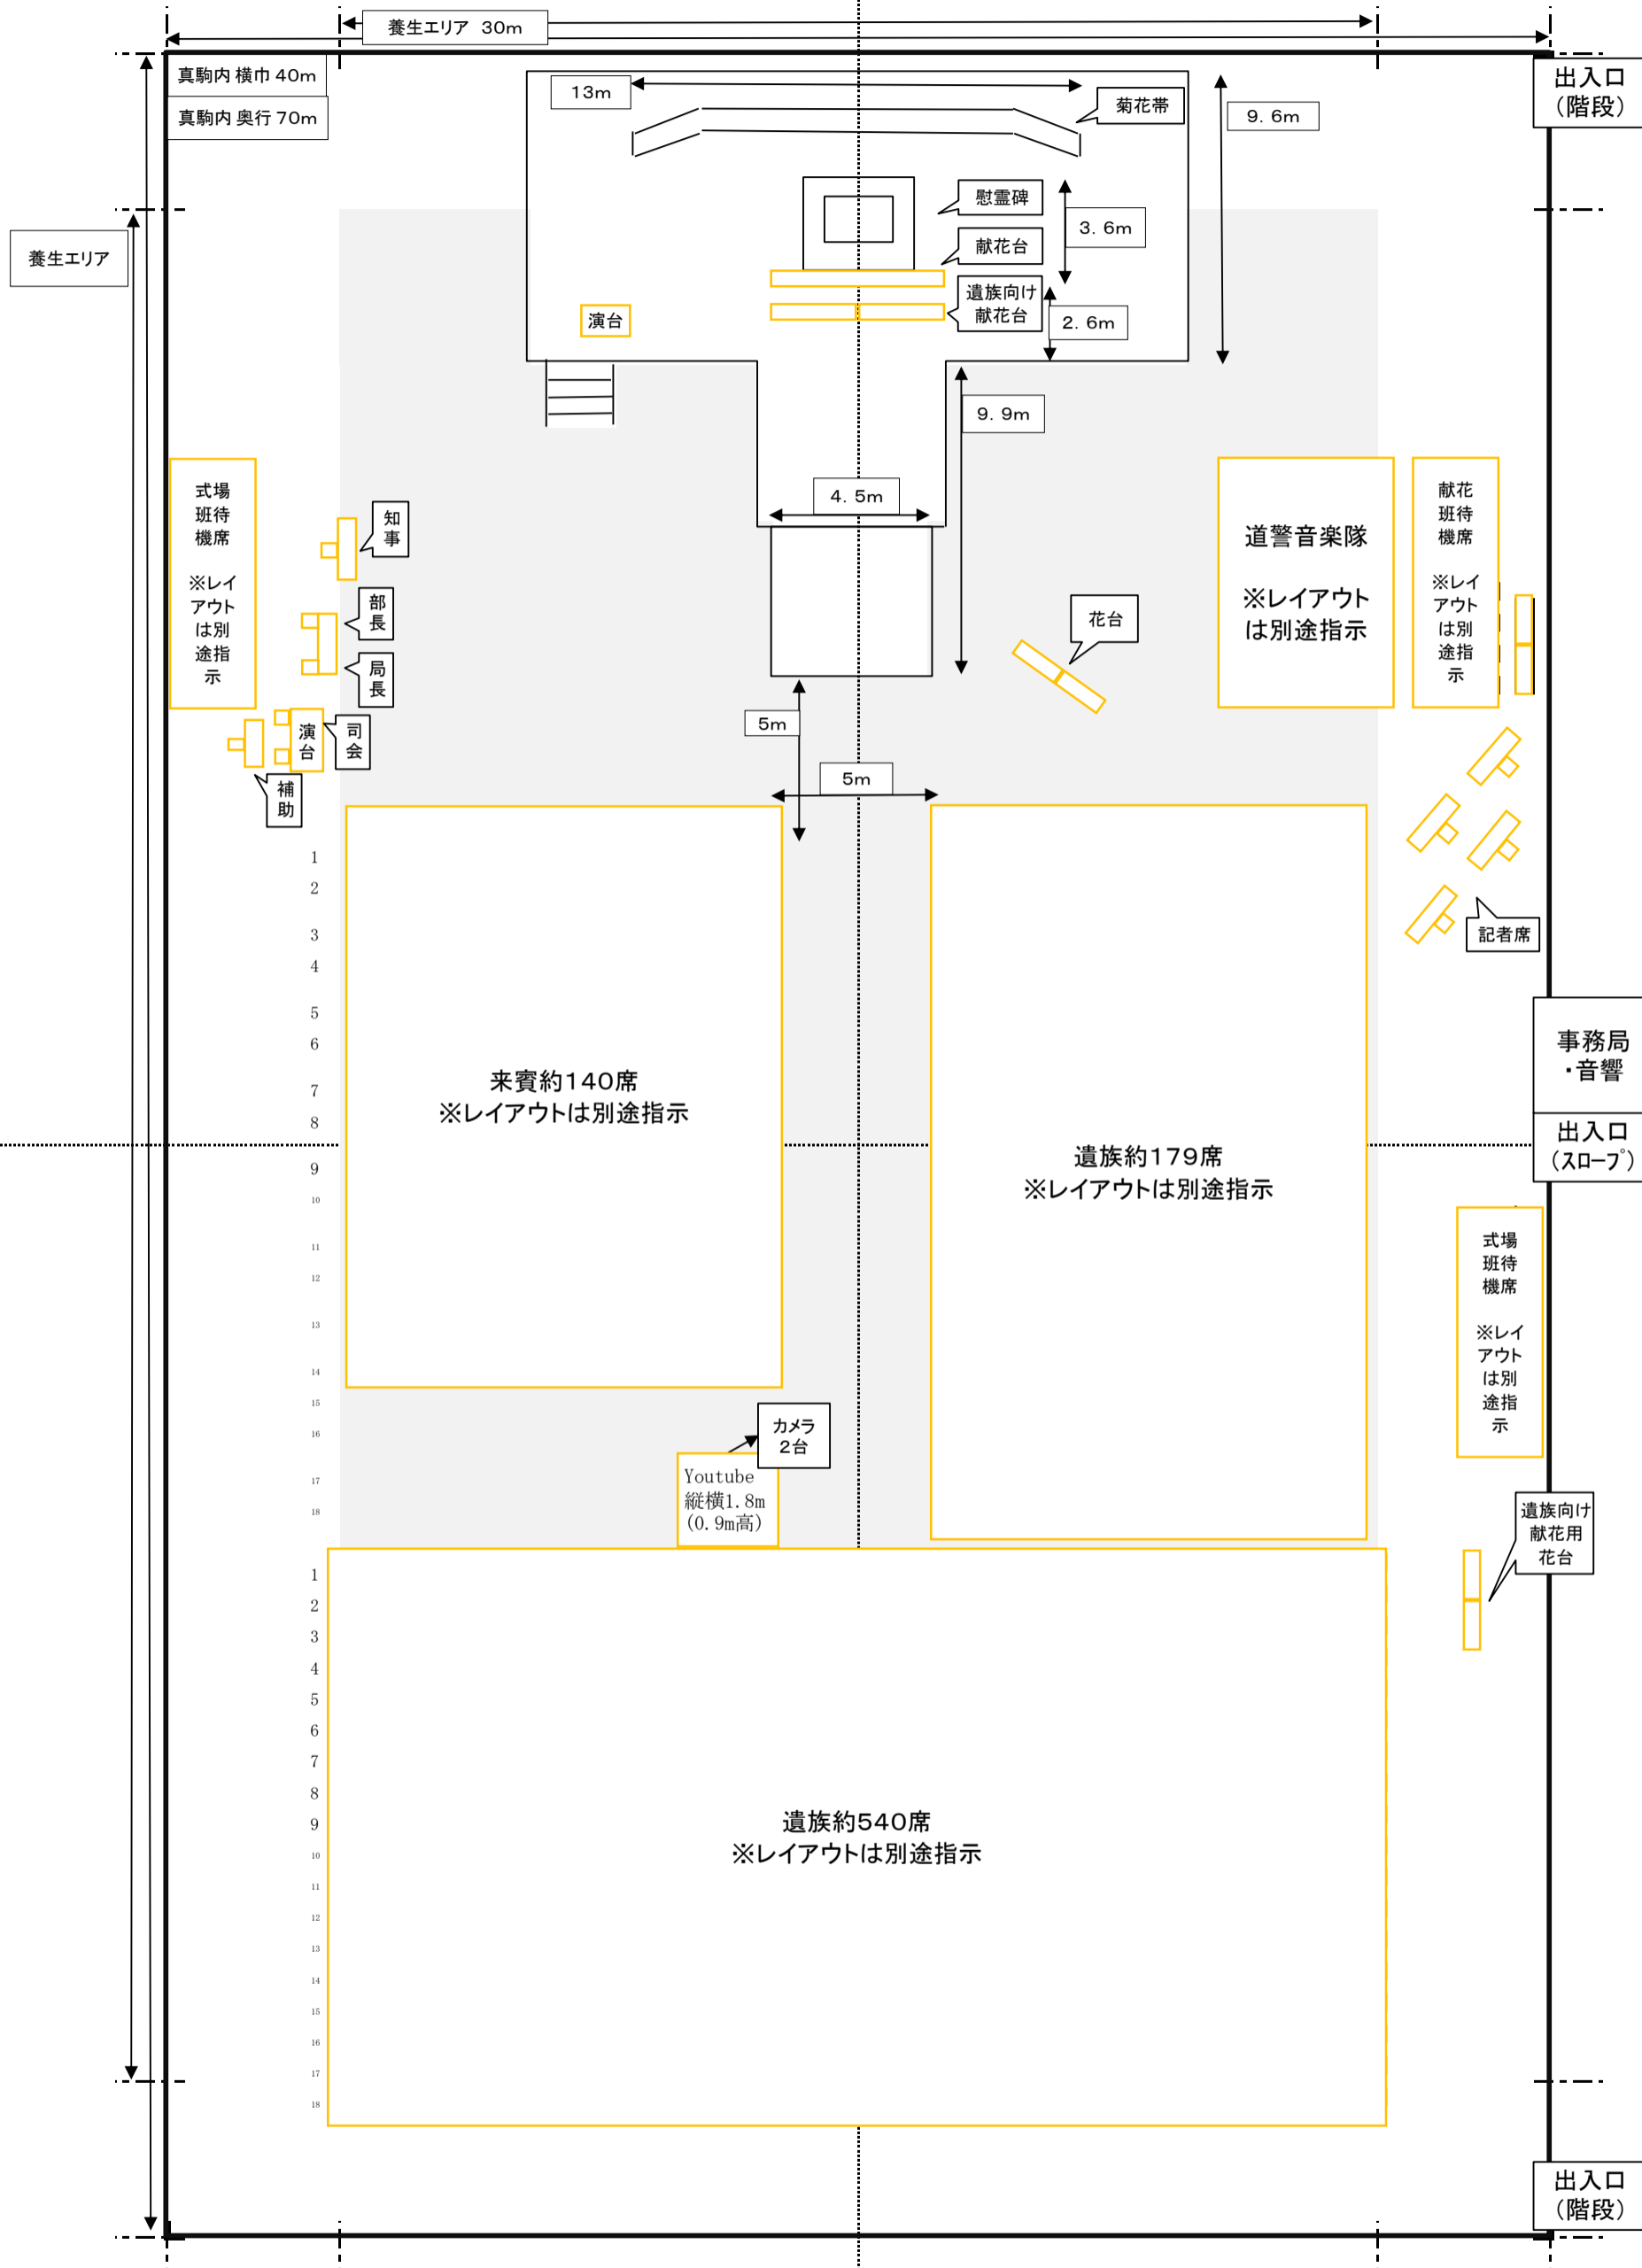 養生エリア 30m
真駒内 横巾 40m
真駒内 奥行 70m
出入口
(階段)
13m
菊花帯
9.6m
養生エリア
慰霊碑
3.6m
献花台
遺族向け
献花台
2.6m
演台
9.9m
4.5m
式場
班待
機席
※レイ
アウト
は別
途指
示
知
事
部
長
局
長
演
台
司
会
補
助
道警音楽隊
※レイアウト
は別途指示
献花
班待
機席
※レイ
アウト
は別
途指
示
花台
5m
5m
記者席
1
2
3
4
5
6
7
8
9
10
11
12
13
14
15
16
17
18
来賓約140席
※レイアウトは別途指示
遺族約179席
※レイアウトは別途指示
事務局
・音響
出入口
(スロープ)
式場
班待
機席
※レイ
アウト
は別
途指
示
カメラ
2台
Youtube
縦横1.8m
(0.9m高)
遺族向け
献花用
花台
1
2
3
4
5
6
7
8
9
10
11
12
13
14
15
16
17
18
遺族約540席
※レイアウトは別途指示
出入口
(階段)